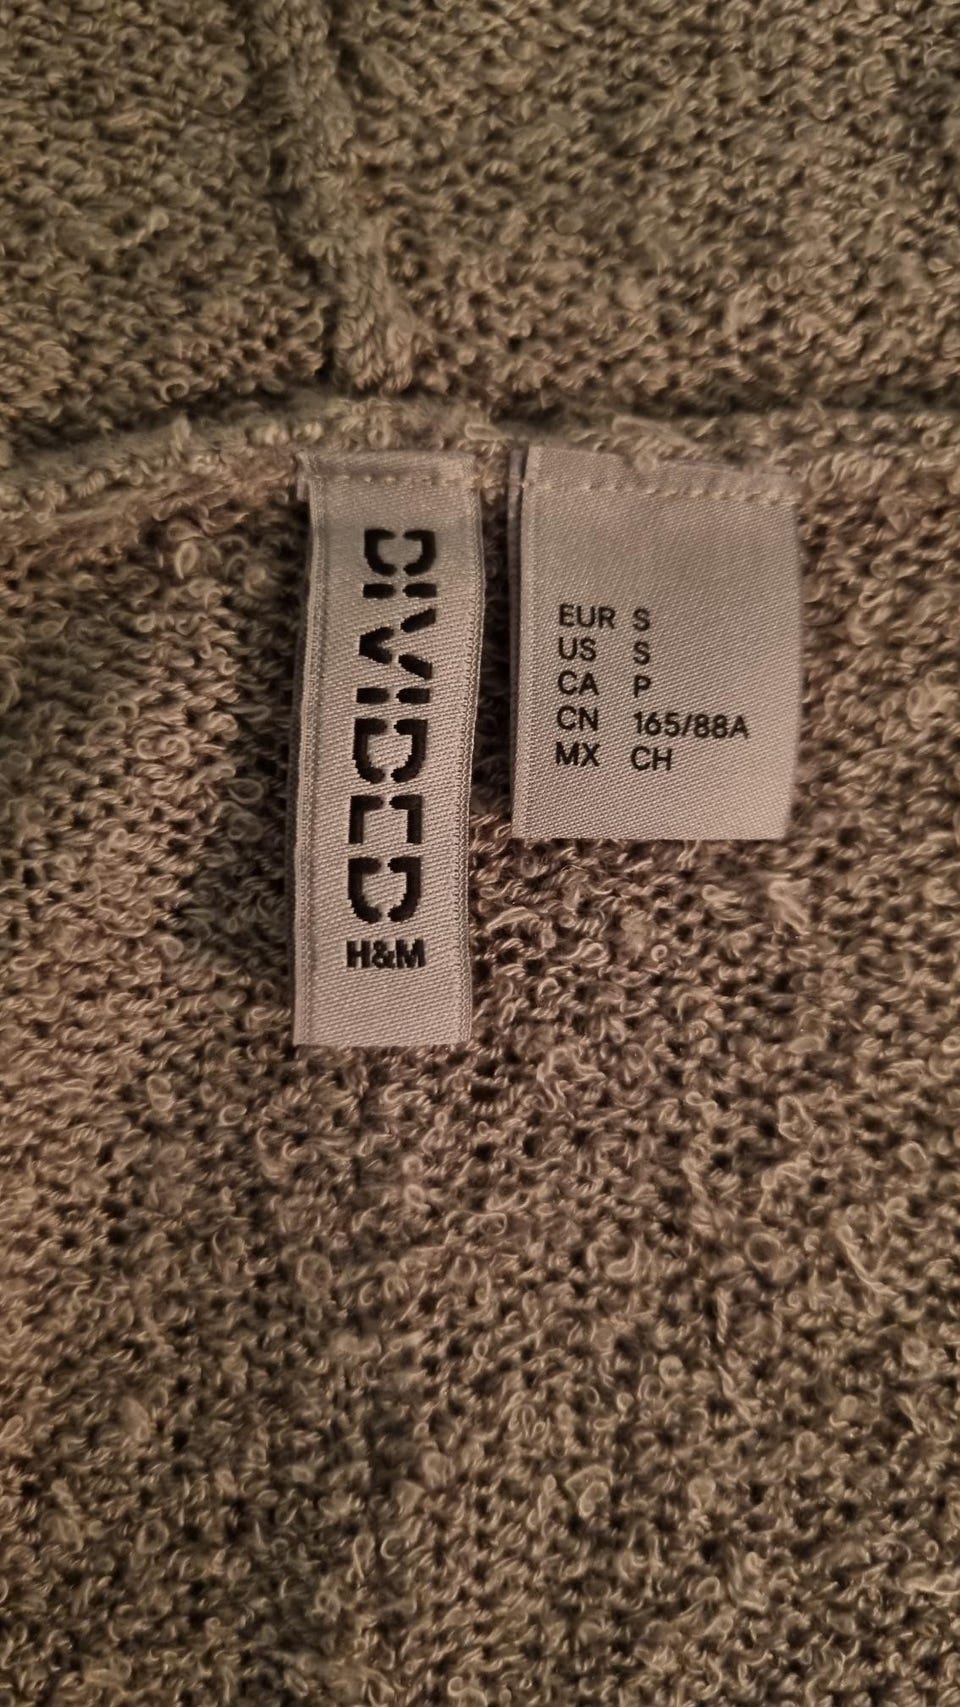 DIVIDED
H&M
EUR S
US S
CA P
CN 165/88A
MX CH